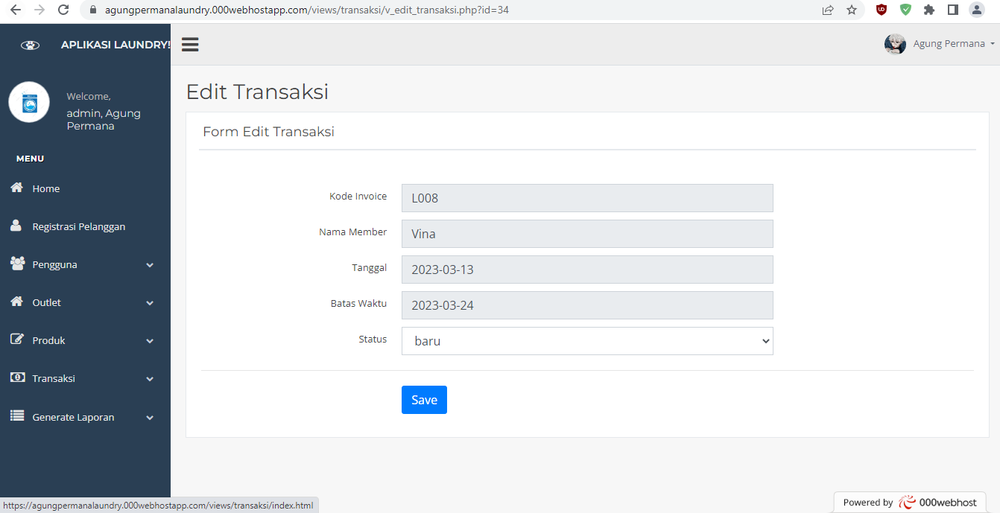 agungpermanalaundry.000webhostapp.com/views/transaksi/v_edit_transaksi.php?id=34
APLIKASI LAUNDRY!
Agung Permana
Welcome,
admin, Agung
Permana
MENU
Home
Registrasi Pelanggan
Pengguna
Outlet
Produk
Transaksi
Generate Laporan
Edit Transaksi
Form Edit Transaksi
Kode Invoice L008
Nama Member Vina
Tanggal 2023-03-13
Batas Waktu 2023-03-24
Status baru
Save
https://agungpermanalaundry.000webhostapp.com/views/transaksi/index.html
Powered by 000webhost